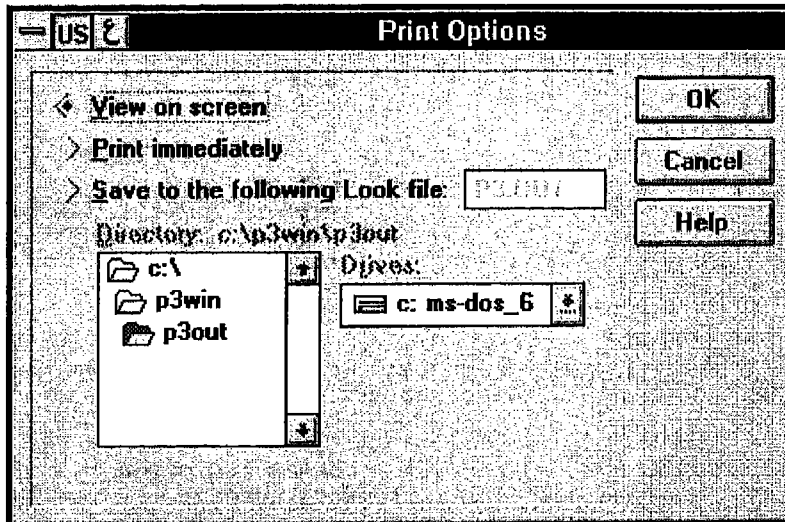 US ع Print Options
View on screen
Print immediately
Save to the following Look file:
Directory: c:\p3win\p3out
c:\
p3win
p3out
Drives:
c: ms-dos_6
OK
Cancel
Help